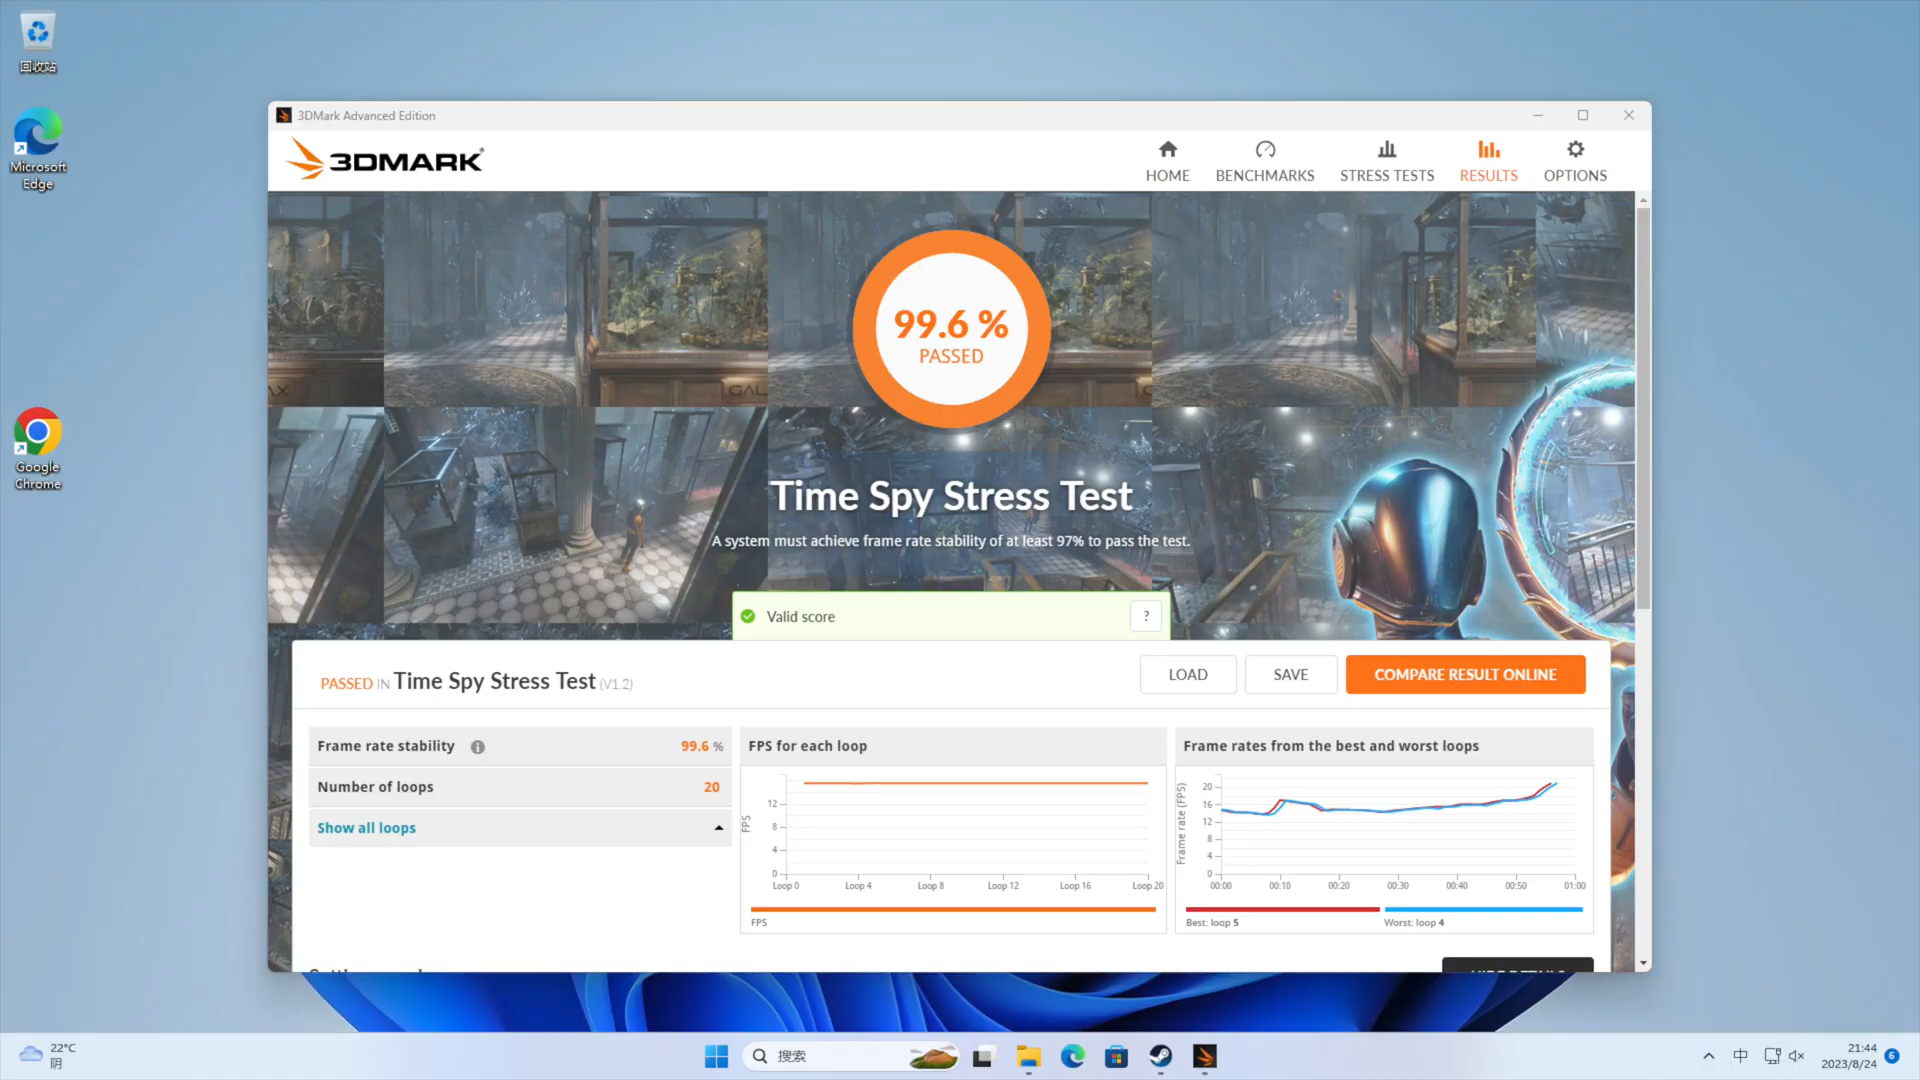 回收站
Microsoft
Edge
Google
Chrome
3DMark Advanced Edition
3DMARK
HOME
BENCHMARKS
STRESS TESTS
RESULTS
OPTIONS
99.6 %
PASSED
Time Spy Stress Test
A system must achieve frame rate stability of at least 97% to pass the test.
Valid score
?
PASSED IN Time Spy Stress Test (V1.2)
LOAD
SAVE
COMPARE RESULT ONLINE
Frame rate stability 99.6 %
Number of loops 20
Show all loops
FPS for each loop
FPS
12
8
4
0
Loop 0 Loop 4 Loop 8 Loop 12 Loop 16 Loop 20
FPS
Frame rates from the best and worst loops
Frame rate (FPS)
20
16
12
8
4
0
00:00 00:10 00:20 00:30 00:40 00:50 01:00
Best: loop 5
Worst: loop 4
22°C
阴
搜索
中
21:44
2023/8/24
6